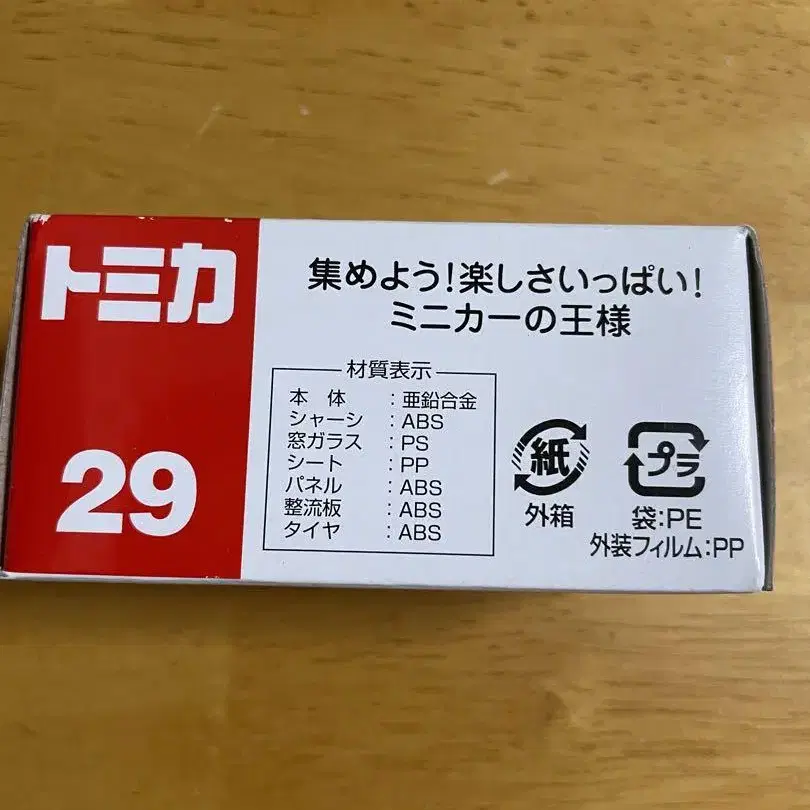 トミカ
29
集めよう!楽しさいっぱい!
ミニカーの王様
材質表示
本 体 :亜鉛合金
シャーシ :ABS
窓ガラス :PS
シート :PP
パネル :ABS
整流板 :ABS
タイヤ :ABS
紙
外箱
プラ
袋:PE
外装フィルム:PP